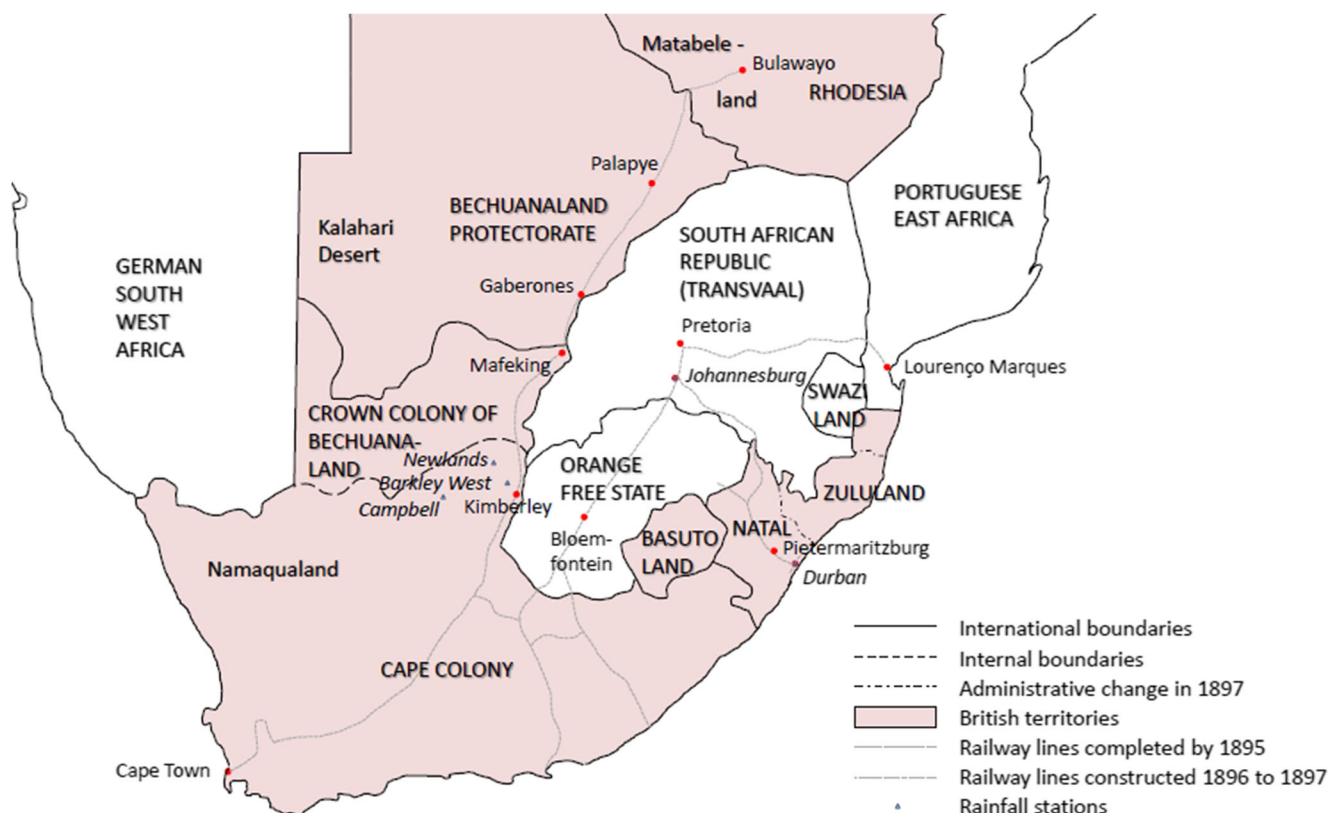 Matabele -
land
Bulawayo
RHODESIA
Palapye
BECHUANALAND
PROTECTORATE
Kalahari
Desert
PORTUGUESE
EAST AFRICA
GERMAN
SOUTH
WEST
AFRICA
SOUTH AFRICAN
REPUBLIC
(TRANSVAAL)
Gaberones
Pretoria
Mafeking
Johannesburg
Lourenço Marques
SWAZI
LAND
CROWN COLONY OF
BECHUANA-
LAND
Newlands
Barkley West
Campbell
Kimberley
ORANGE
FREE STATE
ZULULAND
Bloem-
fontein
BASUTO
LAND
NATAL
Pietermaritzburg
Durban
Namaqualand
CAPE COLONY
Cape Town
International boundaries
Internal boundaries
Administrative change in 1897
British territories
Railway lines completed by 1895
Railway lines constructed 1896 to 1897
Rainfall stations